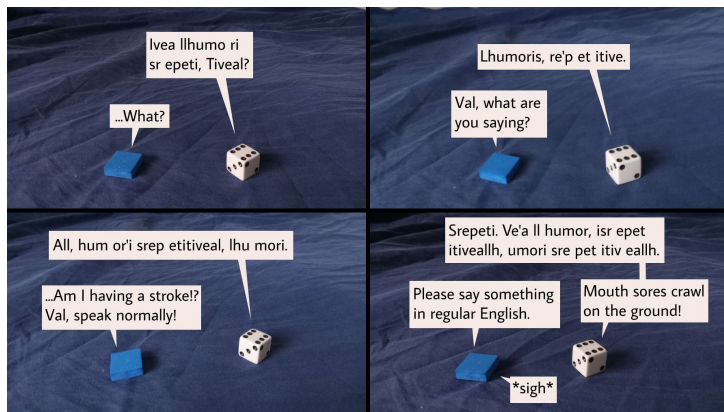 Ivea llhumo ri
sr epeti, Tiveal?
...What?
Lhumoris, re'p et itive.
Val, what are
you saying?
All, hum or'i srep etitiveal, lhu mori.
...Am I having a stroke!?
Val, speak normally!
Srepeti. Ve'a ll humor, isr epet
itiveallh, umori sre pet itiv eallh.
Please say something
in regular English.
Mouth sores crawl
on the ground!
*sigh*